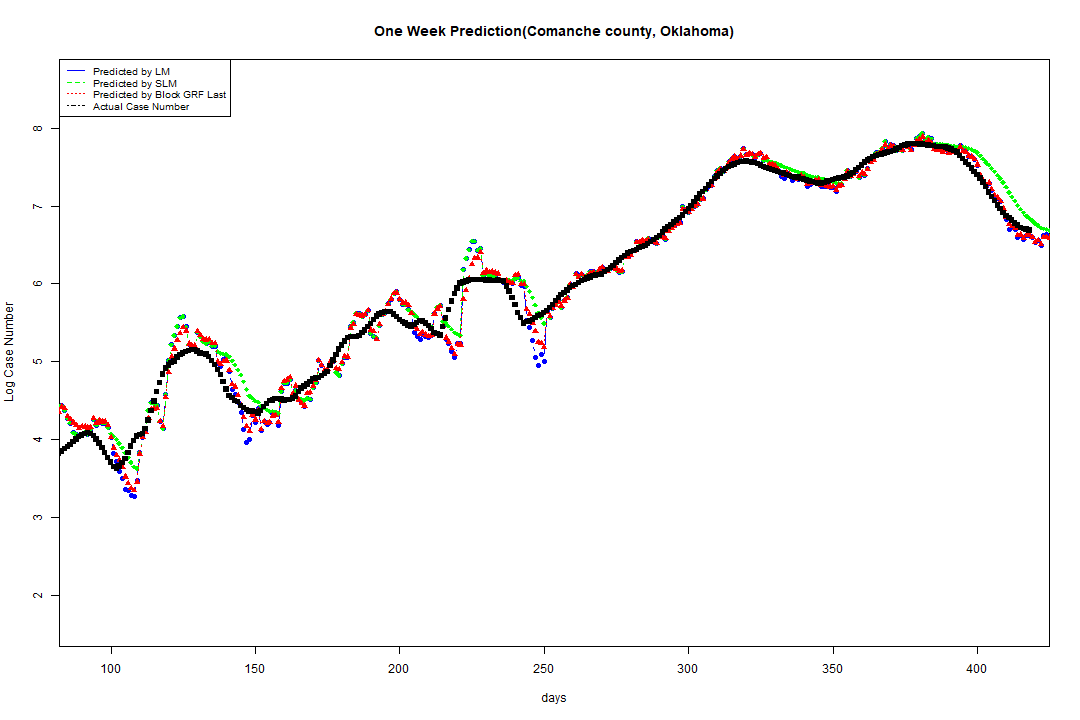 One Week Prediction(Comanche county, Oklahoma)
Predicted by LM
Predicted by SLM
Predicted by Block GRF Last
Actual Case Number
8
7
6
5
4
3
2
Log Case Number
100 150 200 250 300 350 400
days